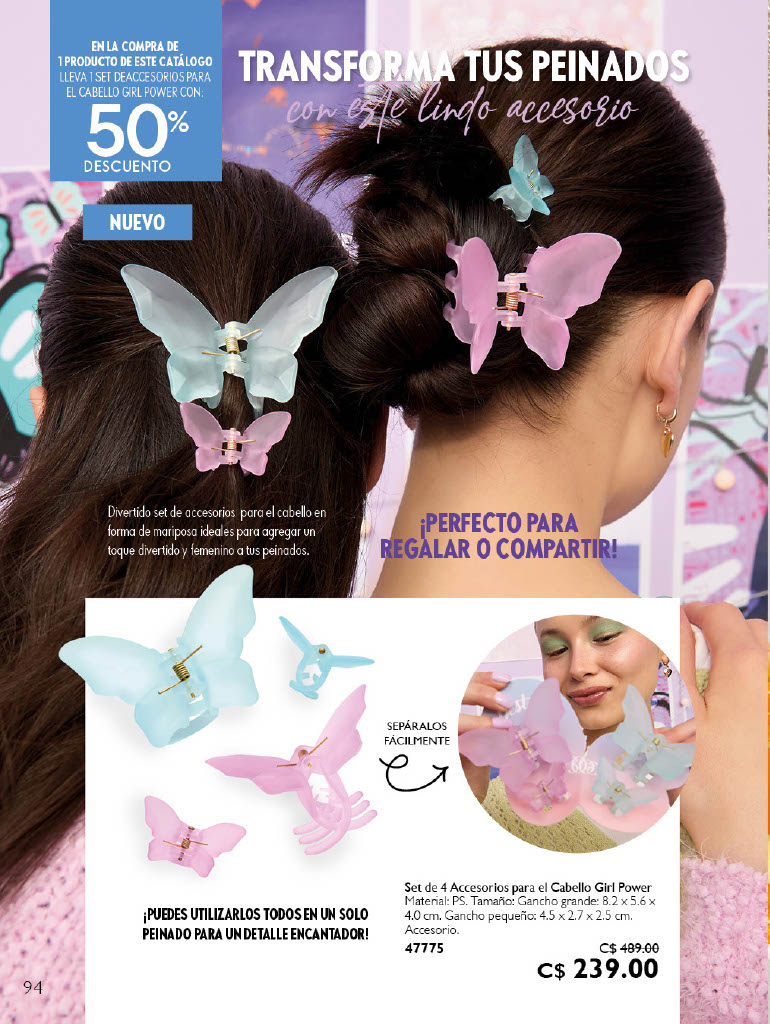 EN LA COMPRA DE
1 PRODUCTO DE ESTE CATÁLOGO
LLEVA 1 SET DEACCESORIOS PARA
EL CABELLO GIRL POWER CON:
50%
DESCUENTO
NUEVO
TRANSFORMA TUS PEINADOS
con este lindo accesorio
Divertido set de accesorios para el cabello en
forma de mariposa ideales para agregar un
toque divertido y femenino a tus peinados.
¡PERFECTO PARA
REGALAR O COMPARTIR!
SEPÁRALOS
FÁCILMENTE
¡PUEDES UTILIZARLOS TODOS EN UN SOLO
PEINADO PARA UN DETALLE ENCANTADOR!
Set de 4 Accesorios para el Cabello Girl Power
Material: PS. Tamaño: Gancho grande: 8.2 x 5.6 x
4.0 cm. Gancho pequeño: 4.5 x 2.7 x 2.5 cm.
Accesorio.
47775
C$ 489.00
C$ 239.00
94